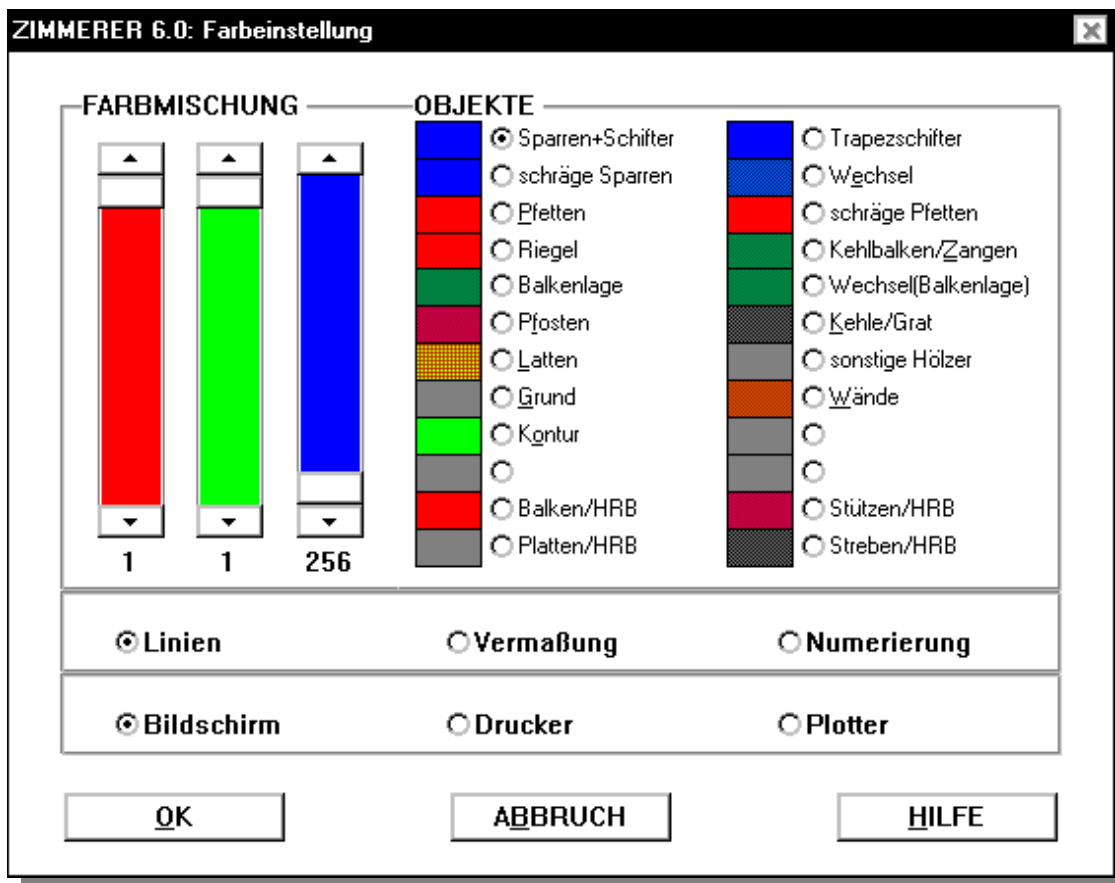 ZIMMERER 6.0: Farbeinstellung
FARBMISCHUNG
1 1 256
OBJEKTE
Sparren+Schifter
schräge Sparren
Pfetten
Riegel
Balkenlage
Pfosten
Latten
Grund
Kontur
Balken/HRB
Platten/HRB
Trapezschifter
Wechsel
schräge Pfetten
Kehlbalken/Zangen
Wechsel(Balkenlage)
Kehle/Grat
sonstige Hölzer
Wände
Stützen/HRB
Streben/HRB
Linien Vermaßung Numerierung
Bildschirm Drucker Plotter
OK ABBRUCH HILFE